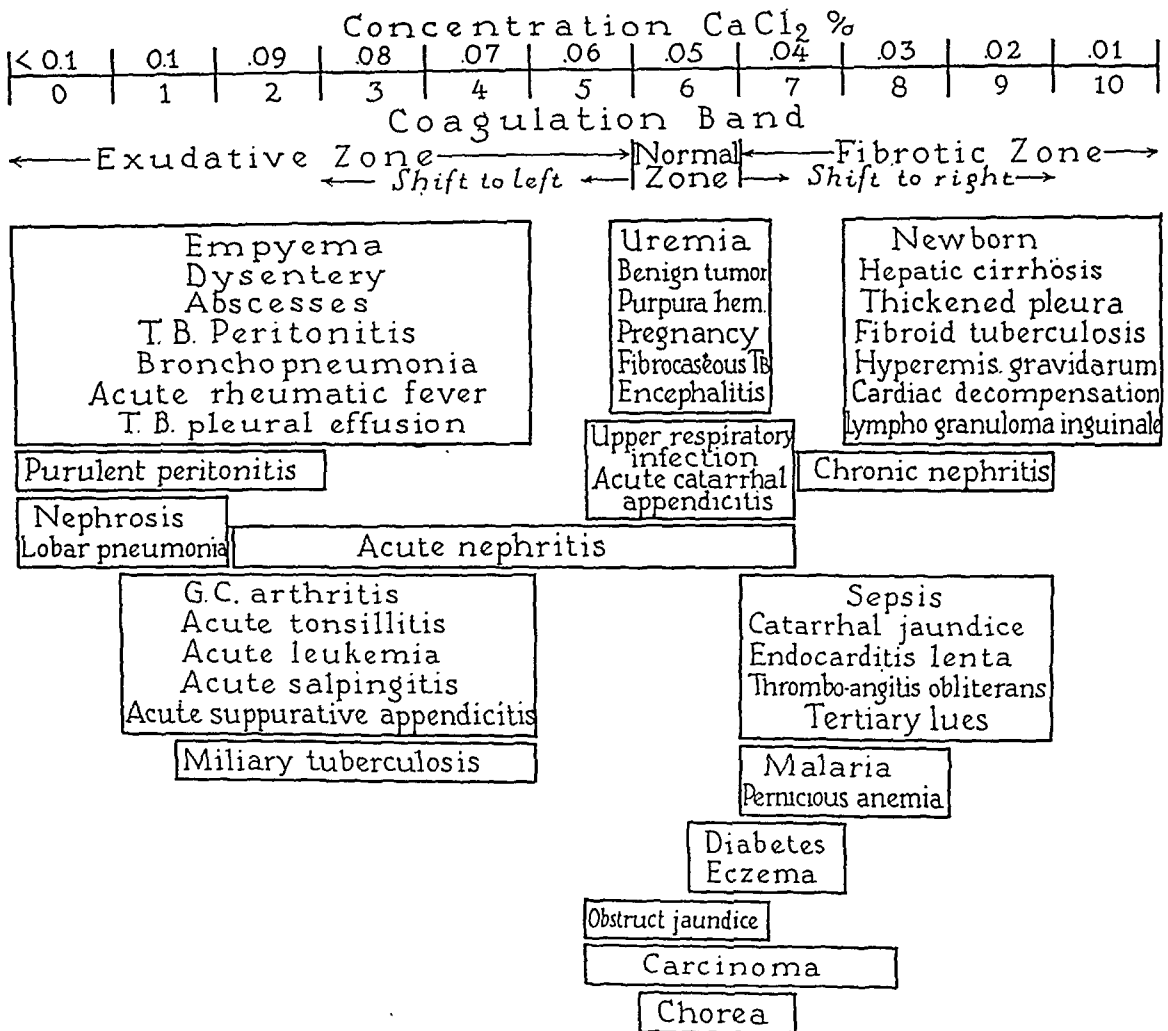 Concentration CaCl2 %
< 0.1 0.1 .09 .08 .07 .06 .05 .04 .03 .02 .01
0 1 2 3 4 5 6 7 8 9 10
Coagulation Band
Exudative Zone Normal Zone Fibrotic Zone
Shift to left Shift to right
Empyema
Dysentery
Abscesses
T. B. Peritonitis
Bronchopneumonia
Acute rheumatic fever
T. B. pleural effusion
Uremia
Benign tumor
Purpura hem.
Pregnancy
Fibrocaseous TB
Encephalitis
Newborn
Hepatic cirrhosis
Thickened pleura
Fibroid tuberculosis
Hyperemis. gravidarum
Cardiac decompensation
Lympho granuloma inguinale
Purulent peritonitis
Upper respiratory
infection
Acute catarrhal
appendicitis
Chronic nephritis
Nephrosis
Lobar pneumonia
Acute nephritis
G.C. arthritis
Acute tonsillitis
Acute leukemia
Acute salpingitis
Acute suppurative appendicitis
Sepsis
Catarrhal jaundice
Endocarditis lenta
Thrombo-angitis obliterans
Tertiary lues
Miliary tuberculosis
Malaria
Pernicious anemia
Diabetes
Eczema
Obstruct jaundice
Carcinoma
Chorea